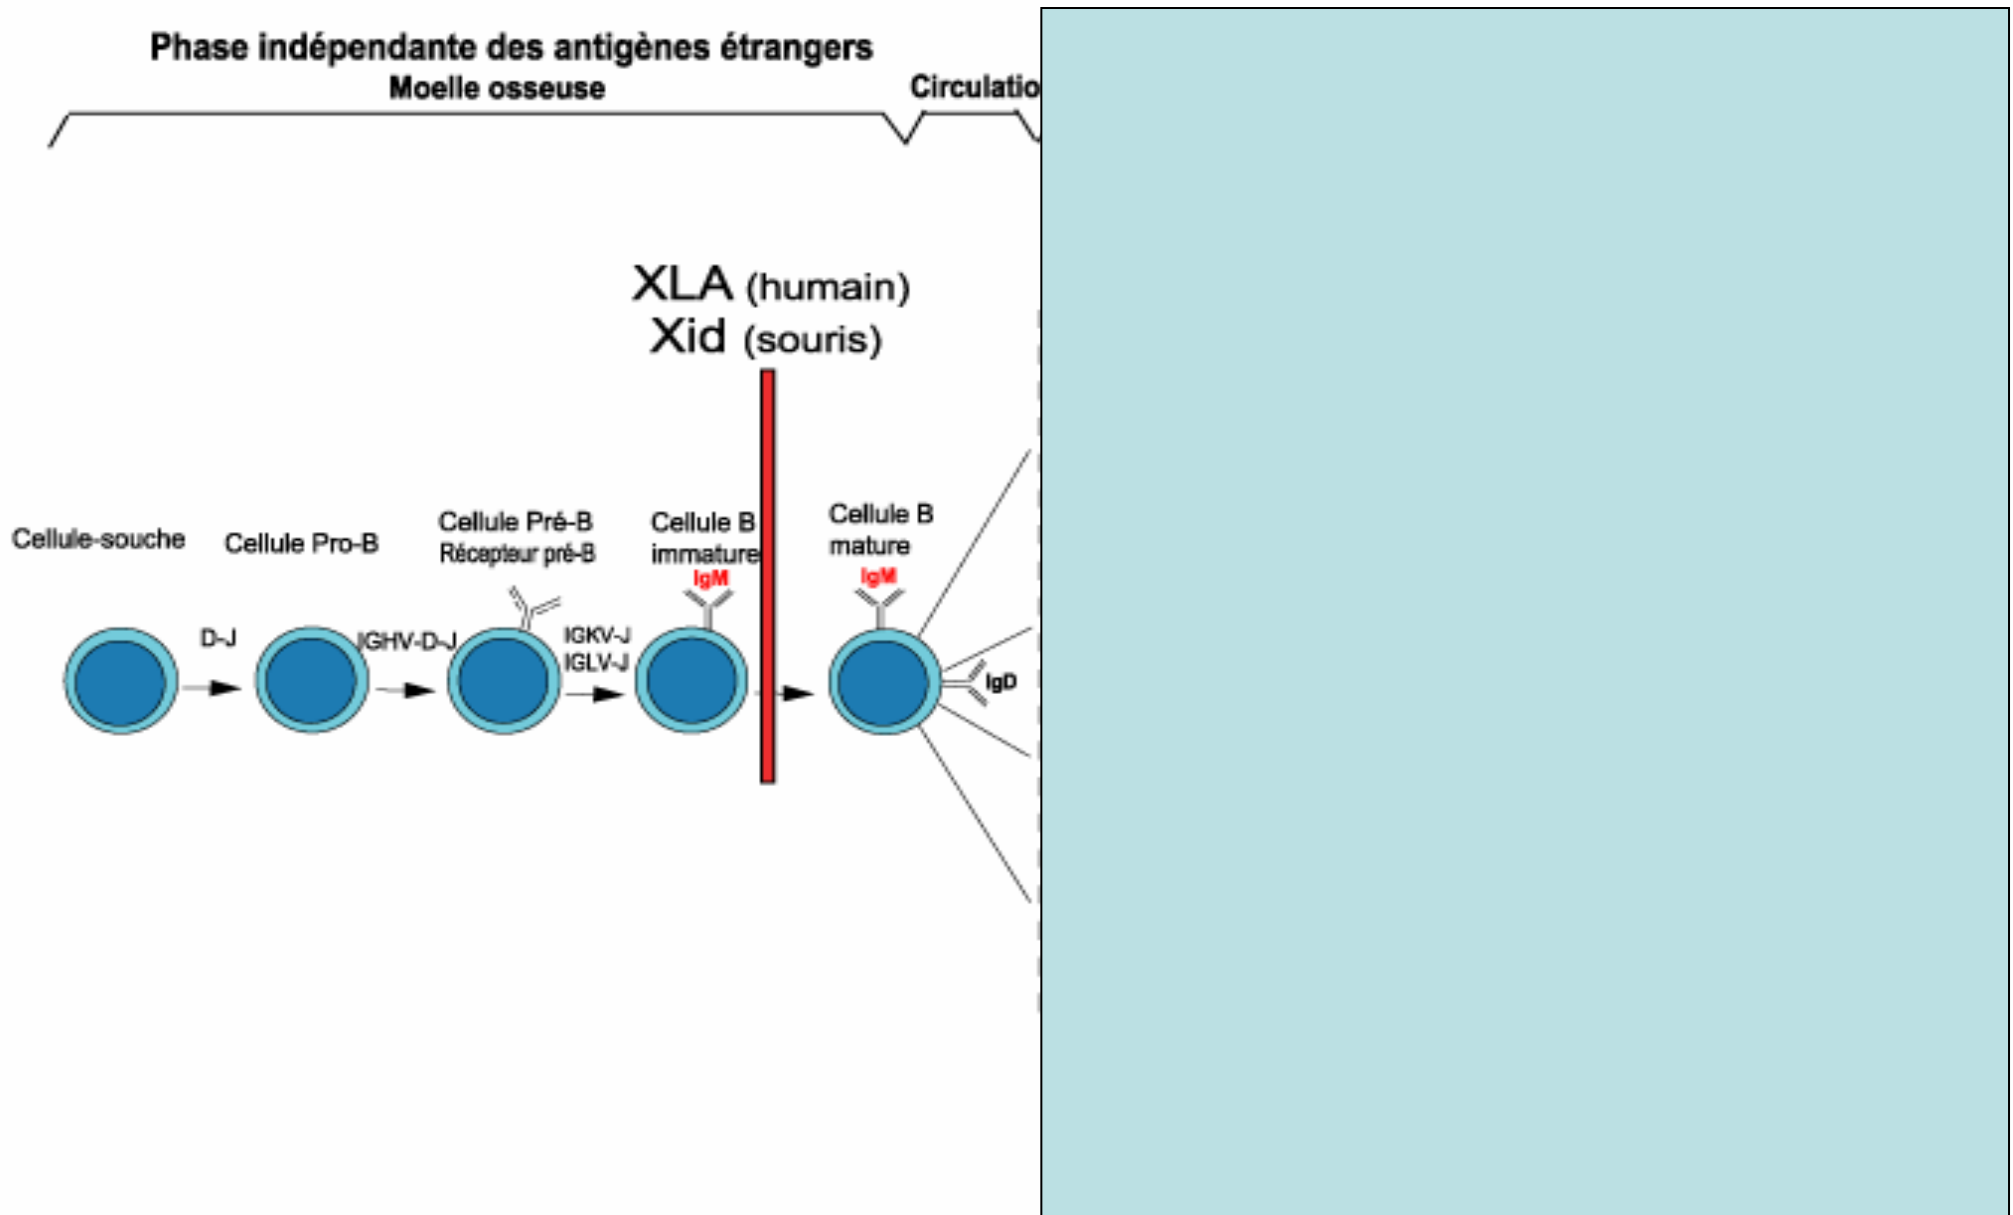 Phase indépendante des antigènes étrangers
Moelle osseuse
Circulatio
XLA (humain)
Xid (souris)
Cellule-souche
Cellule Pro-B
Cellule Pré-B
Récepteur pré-B
Cellule B
immature
IgM
Cellule B
mature
IgM
D-J
IGHV-D-J
IGKV-J
IGLV-J
IgD